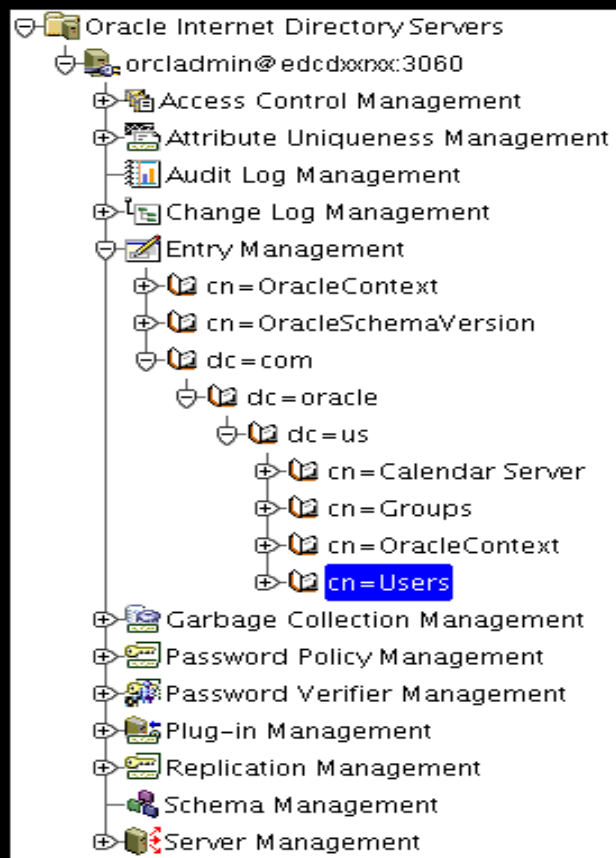 Oracle Internet Directory Servers
orcladmin@edcdxxnxx:3060
Access Control Management
Attribute Uniqueness Management
Audit Log Management
Change Log Management
Entry Management
cn=OracleContext
cn=OracleSchemaVersion
dc=com
dc=oracle
dc=us
cn=Calendar Server
cn=Groups
cn=OracleContext
cn=Users
Garbage Collection Management
Password Policy Management
Password Verifier Management
Plug-in Management
Replication Management
Schema Management
Server Management